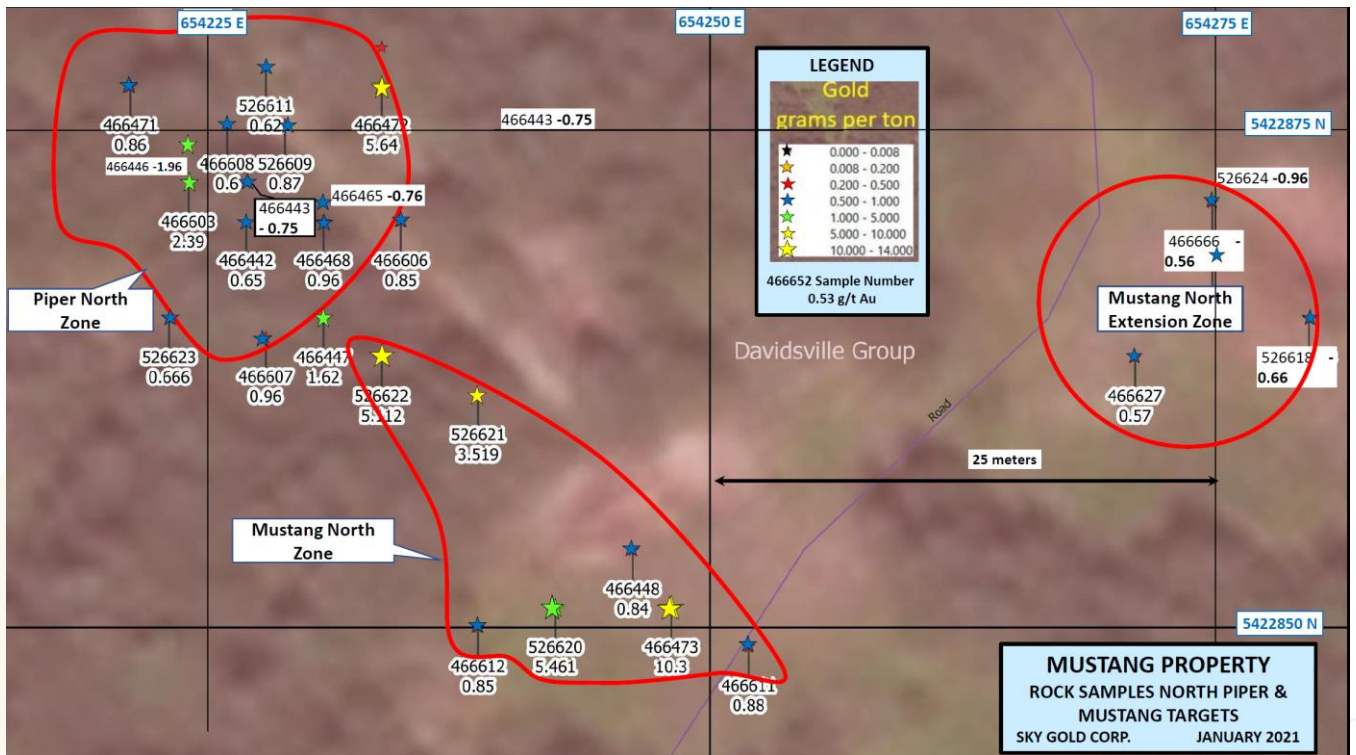 654225 E
654250 E
654275 E
LEGEND
Gold
grams per ton
0.000 - 0.008
0.008 - 0.200
0.200 - 0.500
0.500 - 1.000
1.000 - 5.000
5.000 - 10.000
10.000 - 14.000
466652 Sample Number
0.53 g/t Au
5422875 N
466471
0.86
526611
0.62
466472
5.64
466443 -0.75
466446 -1.96
466608
0.6
526609
0.87
466603
2.39
466443
- 0.75
466465 -0.76
466442
0.65
466468
0.96
466606
0.85
Piper North
Zone
526623
0.666
466607
0.96
466447
1.62
526622
5.112
526621
3.519
Davidsville Group
Road
526624 -0.96
466666 -
0.56
Mustang North
Extension Zone
526618 -
0.66
466627
0.57
25 meters
Mustang North
Zone
466448
0.84
466612
0.85
526620
5.461
466473
10.3
466611
0.88
5422850 N
MUSTANG PROPERTY
ROCK SAMPLES NORTH PIPER &
MUSTANG TARGETS
SKY GOLD CORP. JANUARY 2021